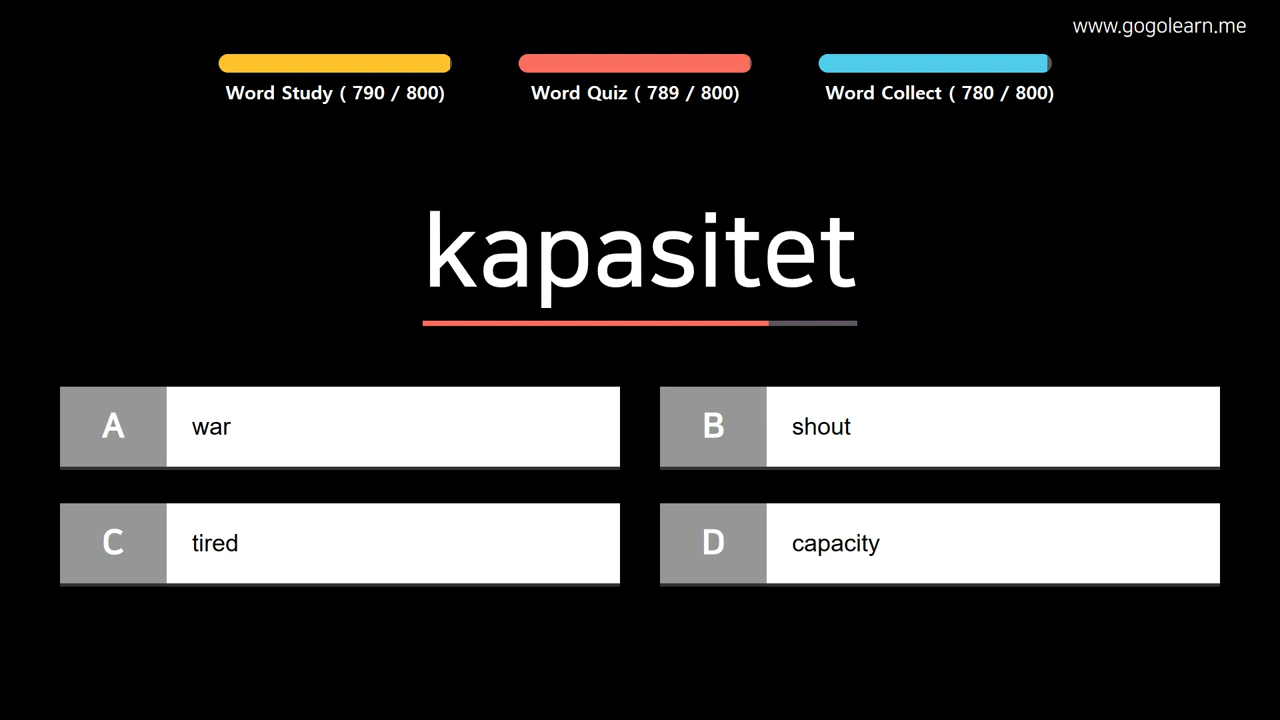 www.gogolearn.me
Word Study ( 790 / 800)
Word Quiz ( 789 / 800)
Word Collect ( 780 / 800)
kapasitet
A war
B shout
C tired
D capacity